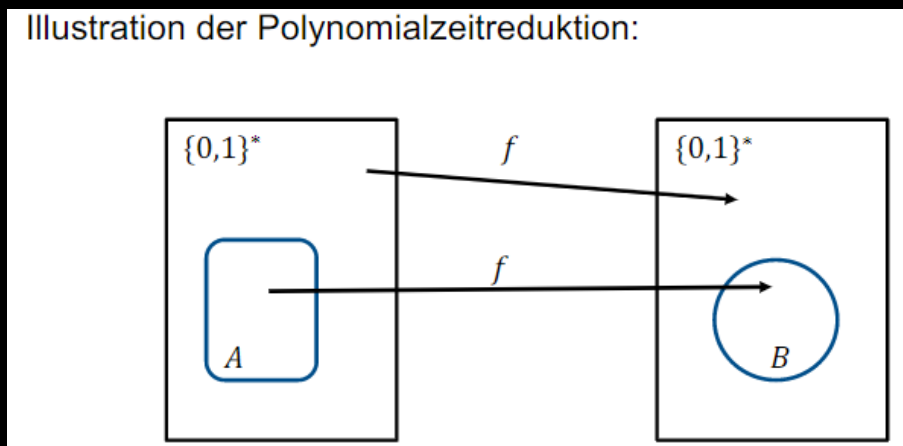 Illustration der Polynomialzeitreduktion:
{0,1}*
f
{0,1}*
f
A
B